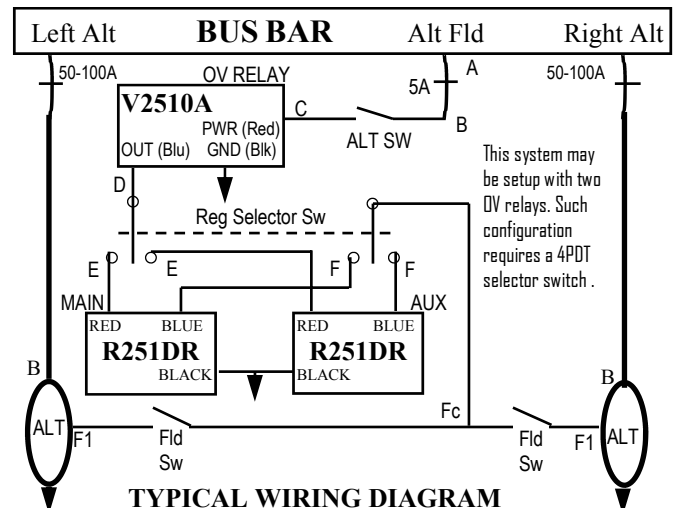 Left Alt BUS BAR Alt Fld Right Alt
50-100A OV RELAY 5A A 50-100A
V2510A C B
PWR (Red) ALT SW
OUT (Blu) GND (Blk)
This system may
be setup with two
OV relays. Such
configuration
requires a 4PDT
selector switch .
D
Reg Selector Sw
E E F F
MAIN AUX
RED BLUE RED BLUE
R251DR R251DR
BLACK BLACK
B B
Fc
ALT F1 Fld Sw Fld Sw F1 ALT
TYPICAL WIRING DIAGRAM